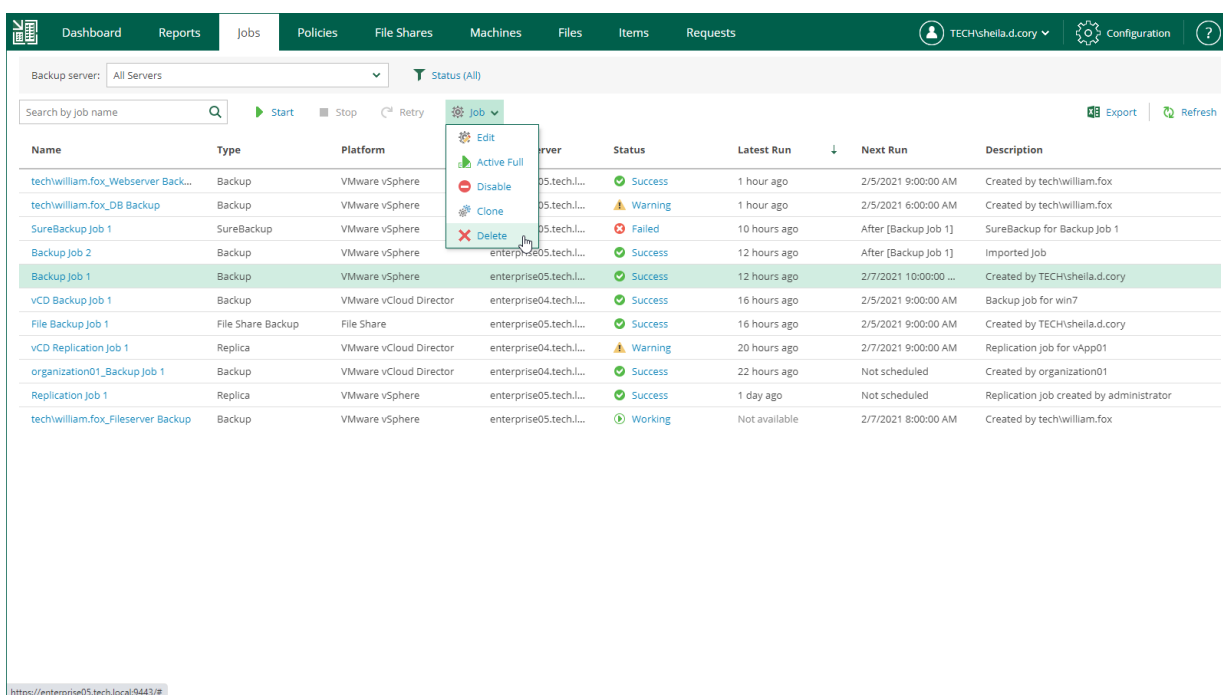 Dashboard Reports Jobs Policies File Shares Machines Files Items Requests TECH\sheila.d.cory Configuration ?
Backup server: All Servers Status (All)
Search by job name Start Stop Retry Job Export Refresh
Edit
Active Full
Disable
Clone
Delete
Name Type Platform erver Status Latest Run ↓ Next Run Description
tech\william.fox_Webserver Back... Backup VMware vSphere 05.tech.l... Success 1 hour ago 2/5/2021 9:00:00 AM Created by tech\william.fox
tech\william.fox_DB Backup Backup VMware vSphere 05.tech.l... Warning 1 hour ago 2/5/2021 6:00:00 AM Created by tech\william.fox
SureBackup Job 1 SureBackup VMware vSphere 05.tech.l... Failed 10 hours ago After [Backup Job 1] SureBackup for Backup Job 1
Backup Job 2 Backup VMware vSphere enterprise05.tech.l... Success 12 hours ago After [Backup Job 1] Imported Job
Backup Job 1 Backup VMware vSphere enterprise05.tech.l... Success 12 hours ago 2/7/2021 10:00:00 ... Created by TECH\sheila.d.cory
vCD Backup Job 1 Backup VMware vCloud Director enterprise04.tech.l... Success 16 hours ago 2/5/2021 9:00:00 AM Backup job for win7
File Backup Job 1 File Share Backup File Share enterprise05.tech.l... Success 16 hours ago 2/5/2021 9:00:00 AM Created by TECH\sheila.d.cory
vCD Replication Job 1 Replica VMware vCloud Director enterprise04.tech.l... Warning 20 hours ago 2/7/2021 9:00:00 AM Replication job for vApp01
organization01_Backup Job 1 Backup VMware vCloud Director enterprise04.tech.l... Success 22 hours ago Not scheduled Created by organization01
Replication Job 1 Replica VMware vSphere enterprise05.tech.l... Success 1 day ago Not scheduled Replication job created by administrator
tech\william.fox_Fileserver Backup Backup VMware vSphere enterprise05.tech.l... Working Not available 2/7/2021 8:00:00 AM Created by tech\william.fox
https://enterprise05.tech.local:9443/#